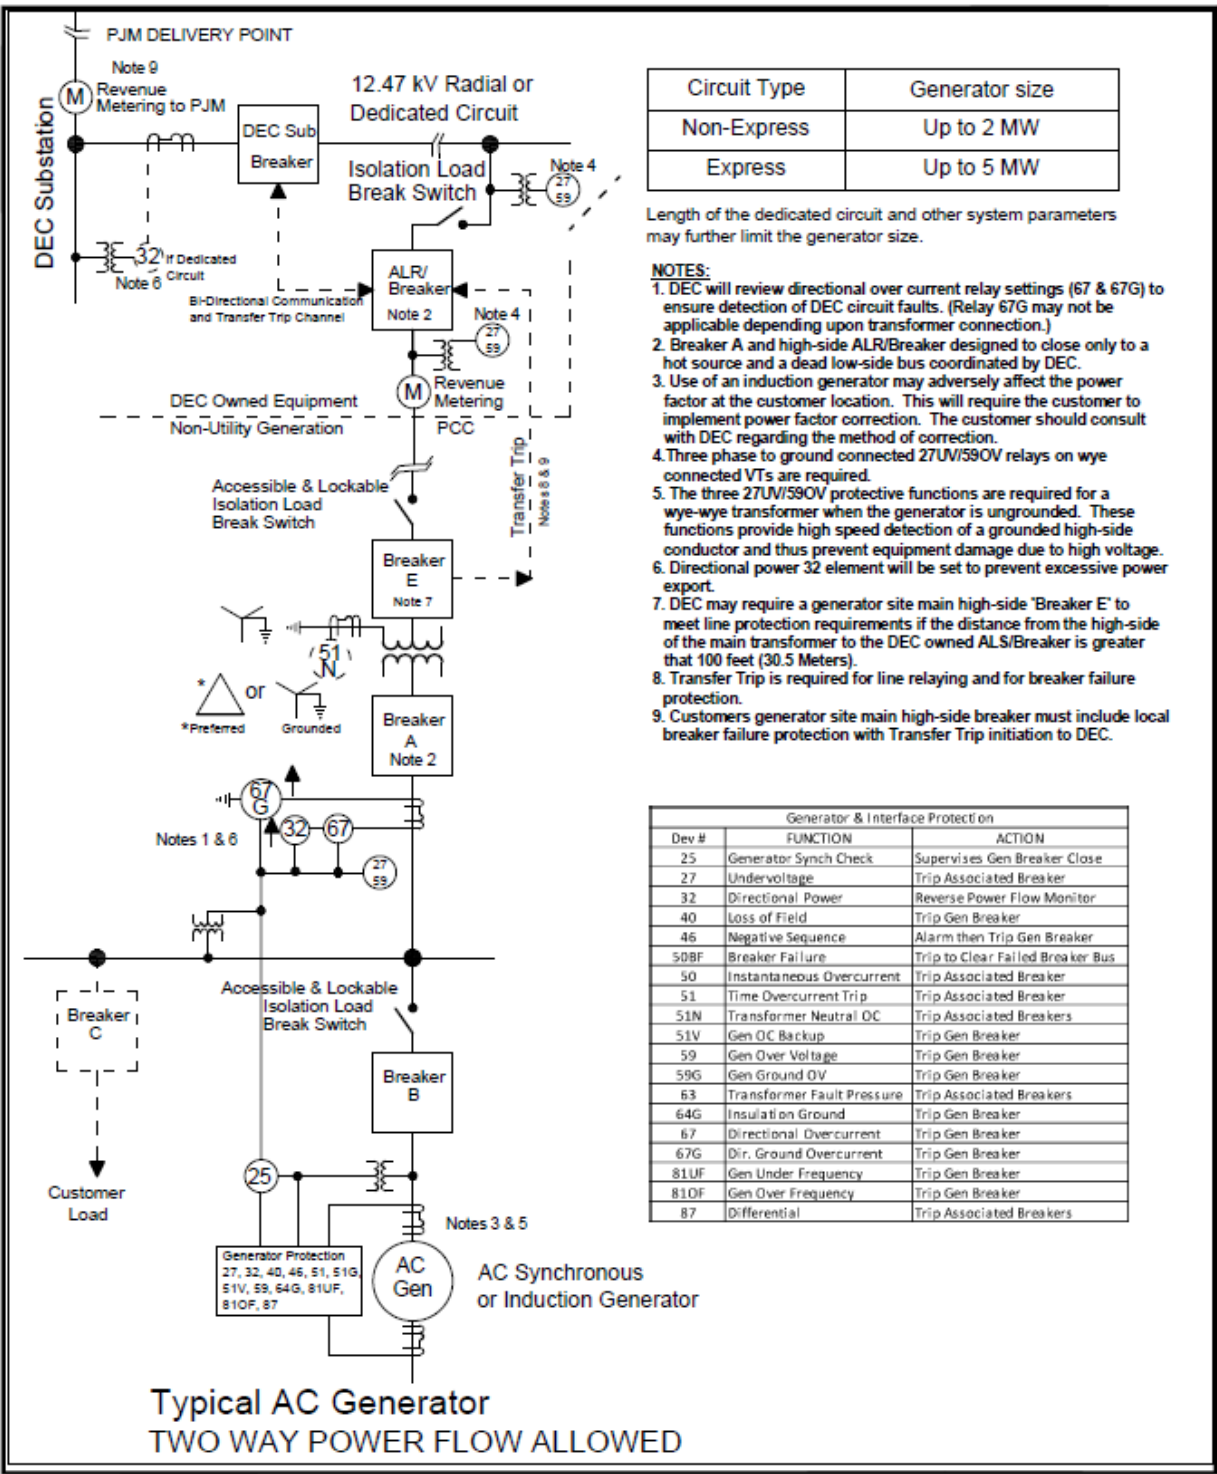 PJM DELIVERY POINT
Note 9
M
Revenue
Metering to PJM
DEC Substation
DEC Sub
Breaker
12.47 kV Radial or
Dedicated Circuit
Isolation Load
Break Switch
Note 4
27
59
32
If Dedicated
Circuit
Note 6
Bi-Directional Communication
and Transfer Trip Channel
ALR/
Breaker
Note 2
Note 4
27
59
M
Revenue
Metering
DEC Owned Equipment
Non-Utility Generation
PCC
Transfer Trip
Notes 8 & 9
Accessible & Lockable
Isolation Load
Break Switch
Breaker
E
Note 7
51
N
*
or
*Preferred
Grounded
Breaker
A
Note 2
67
G
32
67
Notes 1 & 6
27
59
Breaker
C
Customer
Load
Accessible & Lockable
Isolation Load
Break Switch
Breaker
B
25
Notes 3 & 5
Generator Protection
27, 32, 40, 46, 51, 51G,
51V, 59, 64G, 81UF,
81OF, 87
AC
Gen
AC Synchronous
or Induction Generator
Typical AC Generator
TWO WAY POWER FLOW ALLOWED
Circuit Type Generator size
Non-Express Up to 2 MW
Express Up to 5 MW
Length of the dedicated circuit and other system parameters
may further limit the generator size.
NOTES:
1. DEC will review directional over current relay settings (67 & 67G) to
ensure detection of DEC circuit faults. (Relay 67G may not be
applicable depending upon transformer connection.)
2. Breaker A and high-side ALR/Breaker designed to close only to a
hot source and a dead low-side bus coordinated by DEC.
3. Use of an induction generator may adversely affect the power
factor at the customer location. This will require the customer to
implement power factor correction. The customer should consult
with DEC regarding the method of correction.
4.Three phase to ground connected 27UV/59OV relays on wye
connected VTs are required.
5. The three 27UV/59OV protective functions are required for a
wye-wye transformer when the generator is ungrounded. These
functions provide high speed detection of a grounded high-side
conductor and thus prevent equipment damage due to high voltage.
6. Directional power 32 element will be set to prevent excessive power
export.
7. DEC may require a generator site main high-side "Breaker E" to
meet line protection requirements if the distance from the high-side
of the main transformer to the DEC owned ALS/Breaker is greater
that 100 feet (30.5 Meters).
8. Transfer Trip is required for line relaying and for breaker failure
protection.
9. Customers generator site main high-side breaker must include local
breaker failure protection with Transfer Trip initiation to DEC.
Generator & Interface Protection
Dev # FUNCTION ACTION
25 Generator Synch Check Supervises Gen Breaker Close
27 Undervoltage Trip Associated Breaker
32 Directional Power Reverse Power Flow Monitor
40 Loss of Field Trip Gen Breaker
46 Negative Sequence Alarm then Trip Gen Breaker
50BF Breaker Failure Trip to Clear Failed Breaker Bus
50 Instantaneous Overcurrent Trip Associated Breaker
51 Time Overcurrent Trip Trip Associated Breaker
51N Transformer Neutral OC Trip Associated Breakers
51V Gen OC Backup Trip Gen Breaker
59 Gen Over Voltage Trip Gen Breaker
59G Gen Ground OV Trip Gen Breaker
63 Transformer Fault Pressure Trip Associated Breakers
64G Insulation Ground Trip Gen Breaker
67 Directional Overcurrent Trip Gen Breaker
67G Dir. Ground Overcurrent Trip Gen Breaker
81UF Gen Under Frequency Trip Gen Breaker
81OF Gen Over Frequency Trip Gen Breaker
87 Differential Trip Associated Breakers